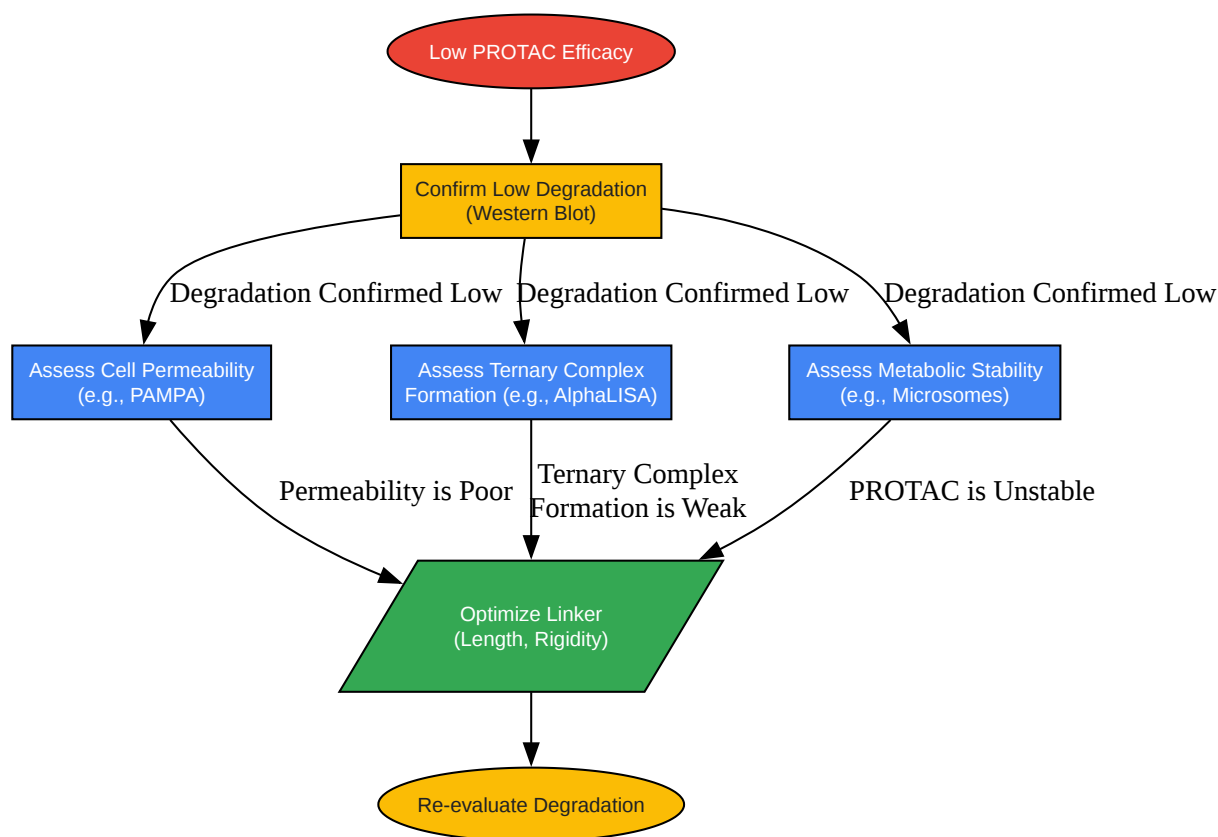 Low PROTAC Efficacy
Confirm Low Degradation
(Western Blot)
Degradation Confirmed Low
Degradation Confirmed Low
Degradation Confirmed Low
Assess Cell Permeability
(e.g., PAMPA)
Assess Ternary Complex
Formation (e.g., AlphaLISA)
Assess Metabolic Stability
(e.g., Microsomes)
Permeability is Poor
Ternary Complex
Formation is Weak
PROTAC is Unstable
Optimize Linker
(Length, Rigidity)
Re-evaluate Degradation